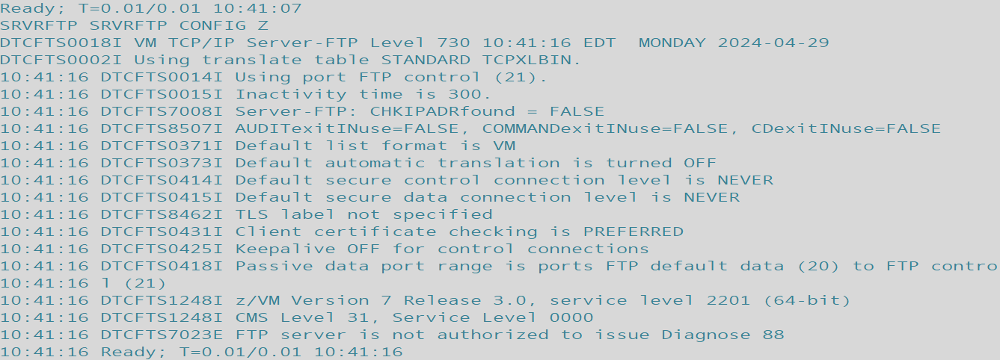 Ready; T=0.01/0.01 10:41:07
SRVRFTP SRVRFTP CONFIG Z
DTCFTS0018I VM TCP/IP Server-FTP Level 730 10:41:16 EDT  MONDAY 2024-04-29
DTCFTS0002I Using translate table STANDARD TCPXLBIN.
10:41:16 DTCFTS0014I Using port FTP control (21).
10:41:16 DTCFTS0015I Inactivity time is 300.
10:41:16 DTCFTS7008I Server-FTP: CHKIPADRfound = FALSE
10:41:16 DTCFTS8507I AUDITexitINuse=FALSE, COMMANDexitINuse=FALSE, CDexitINuse=FALSE
10:41:16 DTCFTS0371I Default list format is VM
10:41:16 DTCFTS0373I Default automatic translation is turned OFF
10:41:16 DTCFTS0414I Default secure control connection level is NEVER
10:41:16 DTCFTS0415I Default secure data connection level is NEVER
10:41:16 DTCFTS8462I TLS label not specified
10:41:16 DTCFTS0431I Client certificate checking is PREFERRED
10:41:16 DTCFTS0425I Keepalive OFF for control connections
10:41:16 DTCFTS0418I Passive data port range is ports FTP default data (20) to FTP contro
10:41:16 l (21)
10:41:16 DTCFTS1248I z/VM Version 7 Release 3.0, service level 2201 (64-bit)
10:41:16 DTCFTS1248I CMS Level 31, Service Level 0000
10:41:16 DTCFTS7023E FTP server is not authorized to issue Diagnose 88
10:41:16 Ready; T=0.01/0.01 10:41:16